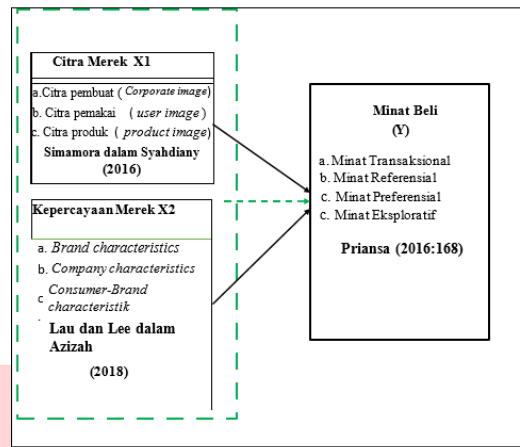 Citra Merek X1
a.Citra pembuat ( Corporate image)
b. Citra pemakai ( user image )
c. Citra produk ( product image)
Simamora dalam Syahdiany
(2016)
Kepercayaan Merek X2
a. Brand characteristics
b. Company characteristics
c Consumer-Brand
. characteristik
Lau dan Lee dalam
Azizah
(2018)
Minat Beli
(Y)
a. Minat Transaksional
b. Minat Referensial
c. Minat Preferensial
c. Minat Eksploratif
Priansa (2016:168)